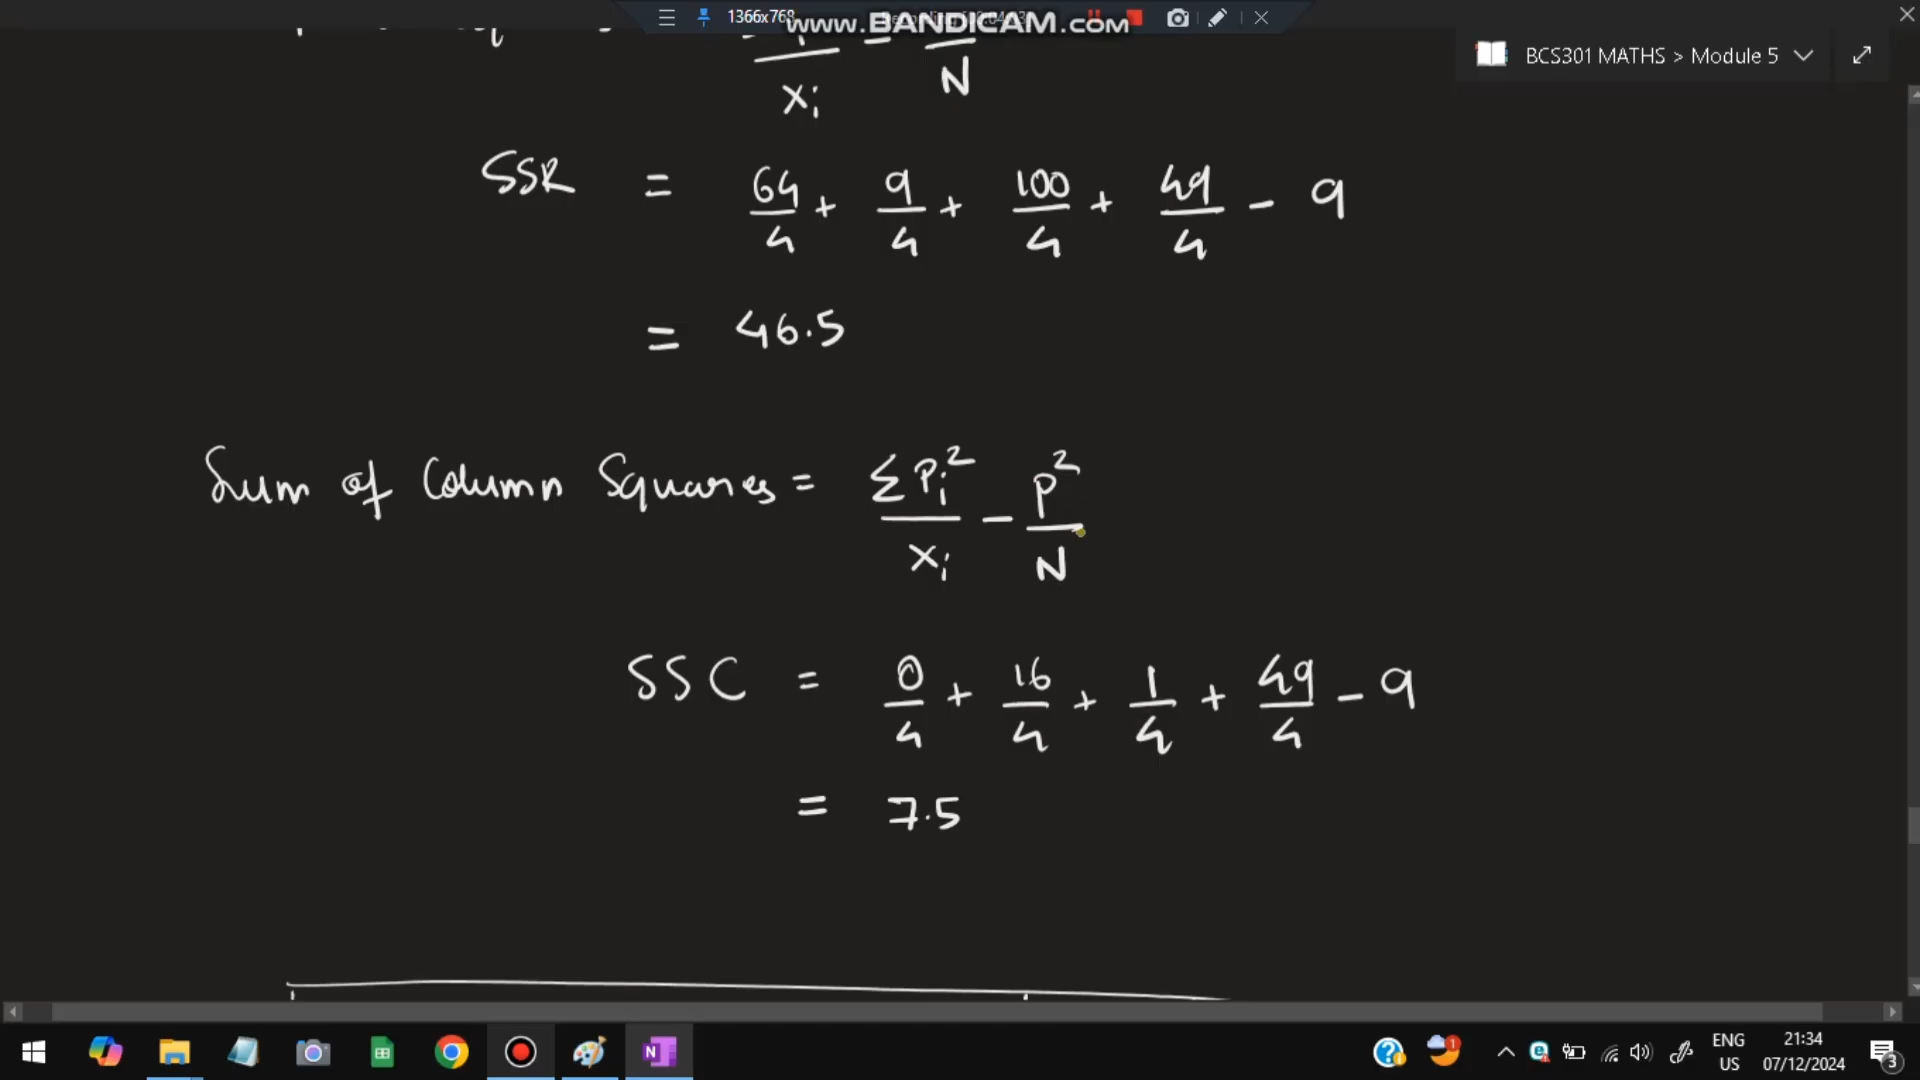 1366x768
www.BANDICAM.com
BCS301 MATHS > Module 5
xi N
SSR = 64/4 + 9/4 + 100/4 + 49/4 - 9
= 46.5
Sum of Column Squares = ΣPi²/xi - P²/N
SSC = 0/4 + 16/4 + 1/4 + 49/4 - 9
= 7.5
ENG
US
21:34
07/12/2024
1
3